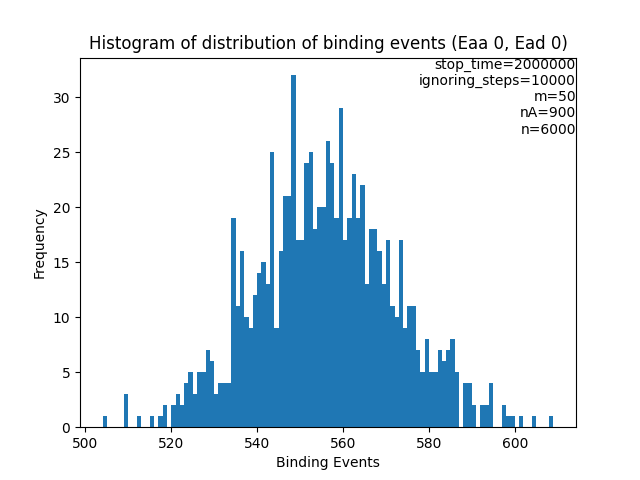 Histogram of distribution of binding events (Eaa 0, Ead 0)
stop_time=2000000
ignoring_steps=10000
m=50
nA=900
n=6000
30
25
20
15
10
5
0
Frequency
500 520 540 560 580 600
Binding Events